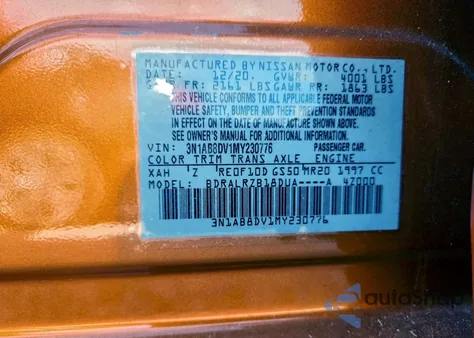 MANUFACTURED BY NISSAN MOTOR CO., LTD.
DATE: 12/20. GVWR: 4001 LBS
FR: 2161 LBS GAWR RR: 1863 LBS
THIS VEHICLE CONFORMS TO ALL APPLICABLE FEDERAL MOTOR
VEHICLE SAFETY, BUMPER, AND THEFT PREVENTION STANDARDS
IN EFFECT ON THE DATE OF MANUFACTURE SHOWN ABOVE.
SEE OWNER'S MANUAL FOR ADDITIONAL INFORMATION.
VIN NUMBER: 3N1AB8DV1MY230776 PASSENGER CAR.
COLOR TRIM TRANS AXLE ENGINE
XAH Z RE0F10D GS50 MR20 1997 CC
MODEL: BDRALRZB18DUA----A 4Z000
3N1AB8DV1MY230776
autoShop